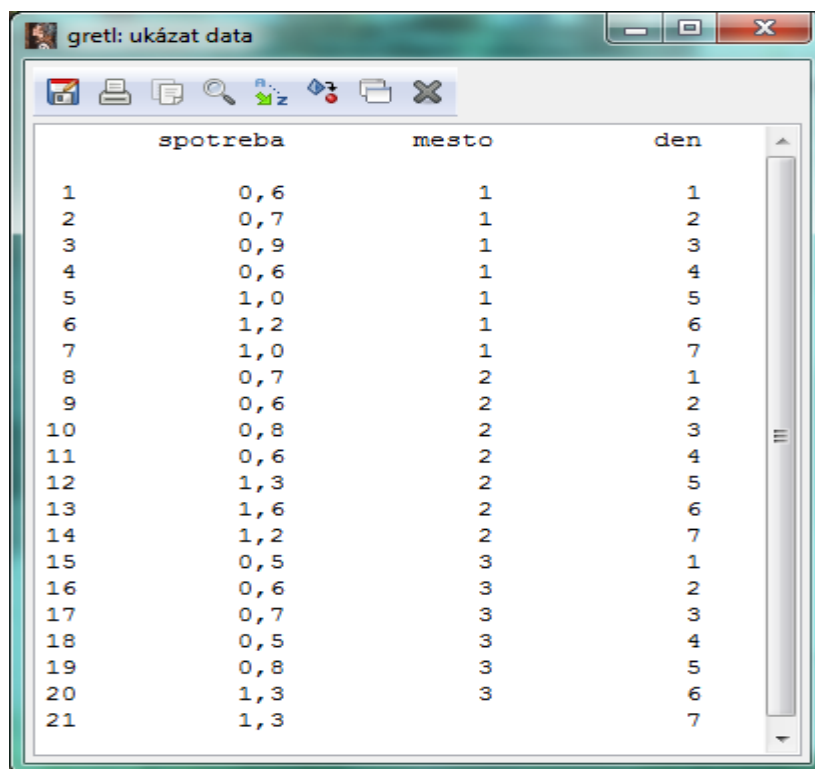 gretl: ukázat data
spotreba mesto den
1 0,6 1 1
2 0,7 1 2
3 0,9 1 3
4 0,6 1 4
5 1,0 1 5
6 1,2 1 6
7 1,0 1 7
8 0,7 2 1
9 0,6 2 2
10 0,8 2 3
11 0,6 2 4
12 1,3 2 5
13 1,6 2 6
14 1,2 2 7
15 0,5 3 1
16 0,6 3 2
17 0,7 3 3
18 0,5 3 4
19 0,8 3 5
20 1,3 3 6
21 1,3 7